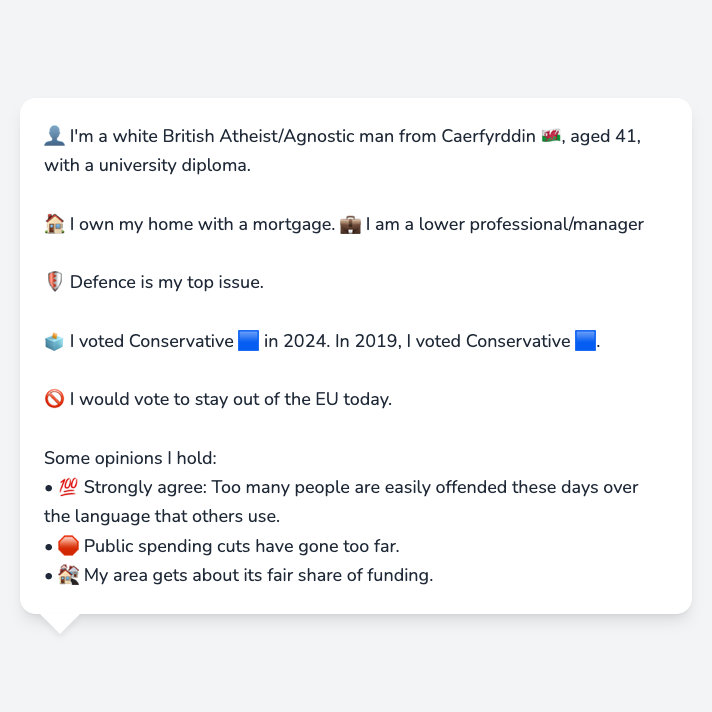 👤 I'm a white British Atheist/Agnostic man from Caerfyrddin 🏴󠁧󠁢󠁷󠁬󠁳󠁿, aged 41,
with a university diploma.
🏠 I own my home with a mortgage. 💼 I am a lower professional/manager
🛡️ Defence is my top issue.
🗳️ I voted Conservative 🟦 in 2024. In 2019, I voted Conservative 🟦.
🚫 I would vote to stay out of the EU today.
Some opinions I hold:
• 💯 Strongly agree: Too many people are easily offended these days over
the language that others use.
• 🛑 Public spending cuts have gone too far.
• 🏘️ My area gets about its fair share of funding.